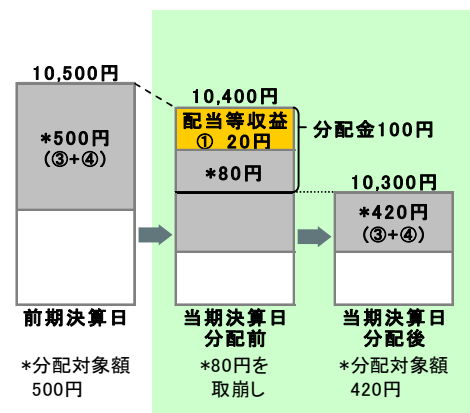 10,500円
*500円
(③+④)
前期決算日
*分配対象額
500円
10,400円
配当等収益
① 20円
*80円
分配金100円
当期決算日
分配前
*80円を
取崩し
10,300円
*420円
(③+④)
当期決算日
分配後
*分配対象額
420円